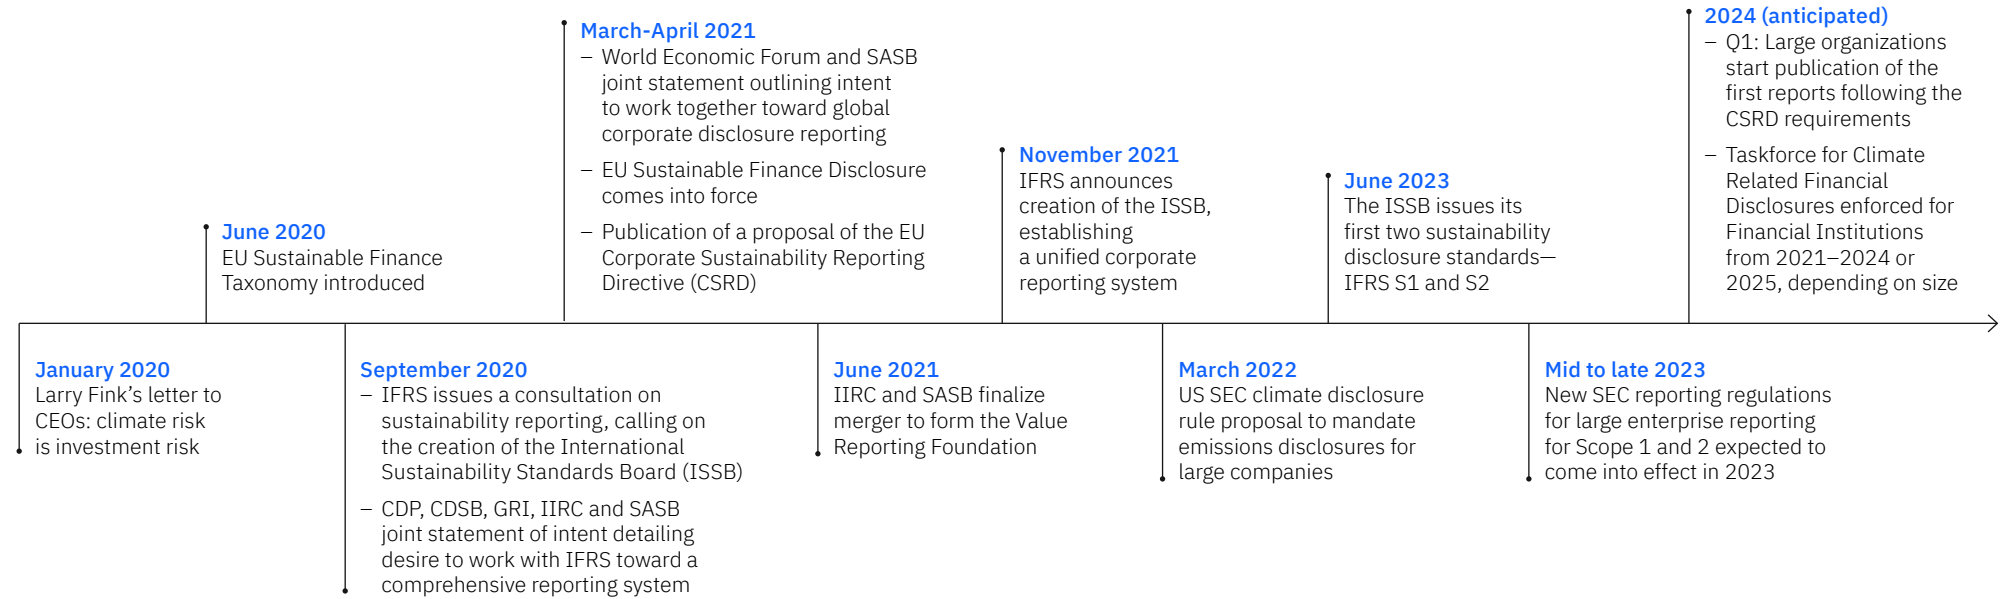 January 2020
Larry Fink’s letter to
CEOs: climate risk
is investment risk
June 2020
EU Sustainable Finance
Taxonomy introduced
September 2020
– IFRS issues a consultation on
sustainability reporting, calling on
the creation of the International
Sustainability Standards Board (ISSB)
– CDP, CDSB, GRI, IIRC and SASB
joint statement of intent detailing
desire to work with IFRS toward a
comprehensive reporting system
March-April 2021
– World Economic Forum and SASB
joint statement outlining intent
to work together toward global
corporate disclosure reporting
– EU Sustainable Finance Disclosure
comes into force
– Publication of a proposal of the EU
Corporate Sustainability Reporting
Directive (CSRD)
June 2021
IIRC and SASB finalize
merger to form the Value
Reporting Foundation
November 2021
IFRS announces
creation of the ISSB,
establishing
a unified corporate
reporting system
March 2022
US SEC climate disclosure
rule proposal to mandate
emissions disclosures for
large companies
June 2023
The ISSB issues its
first two sustainability
disclosure standards—
IFRS S1 and S2
Mid to late 2023
New SEC reporting regulations
for large enterprise reporting
for Scope 1 and 2 expected to
come into effect in 2023
2024 (anticipated)
– Q1: Large organizations
start publication of the
first reports following the
CSRD requirements
– Taskforce for Climate
Related Financial
Disclosures enforced for
Financial Institutions
from 2021–2024 or
2025, depending on size